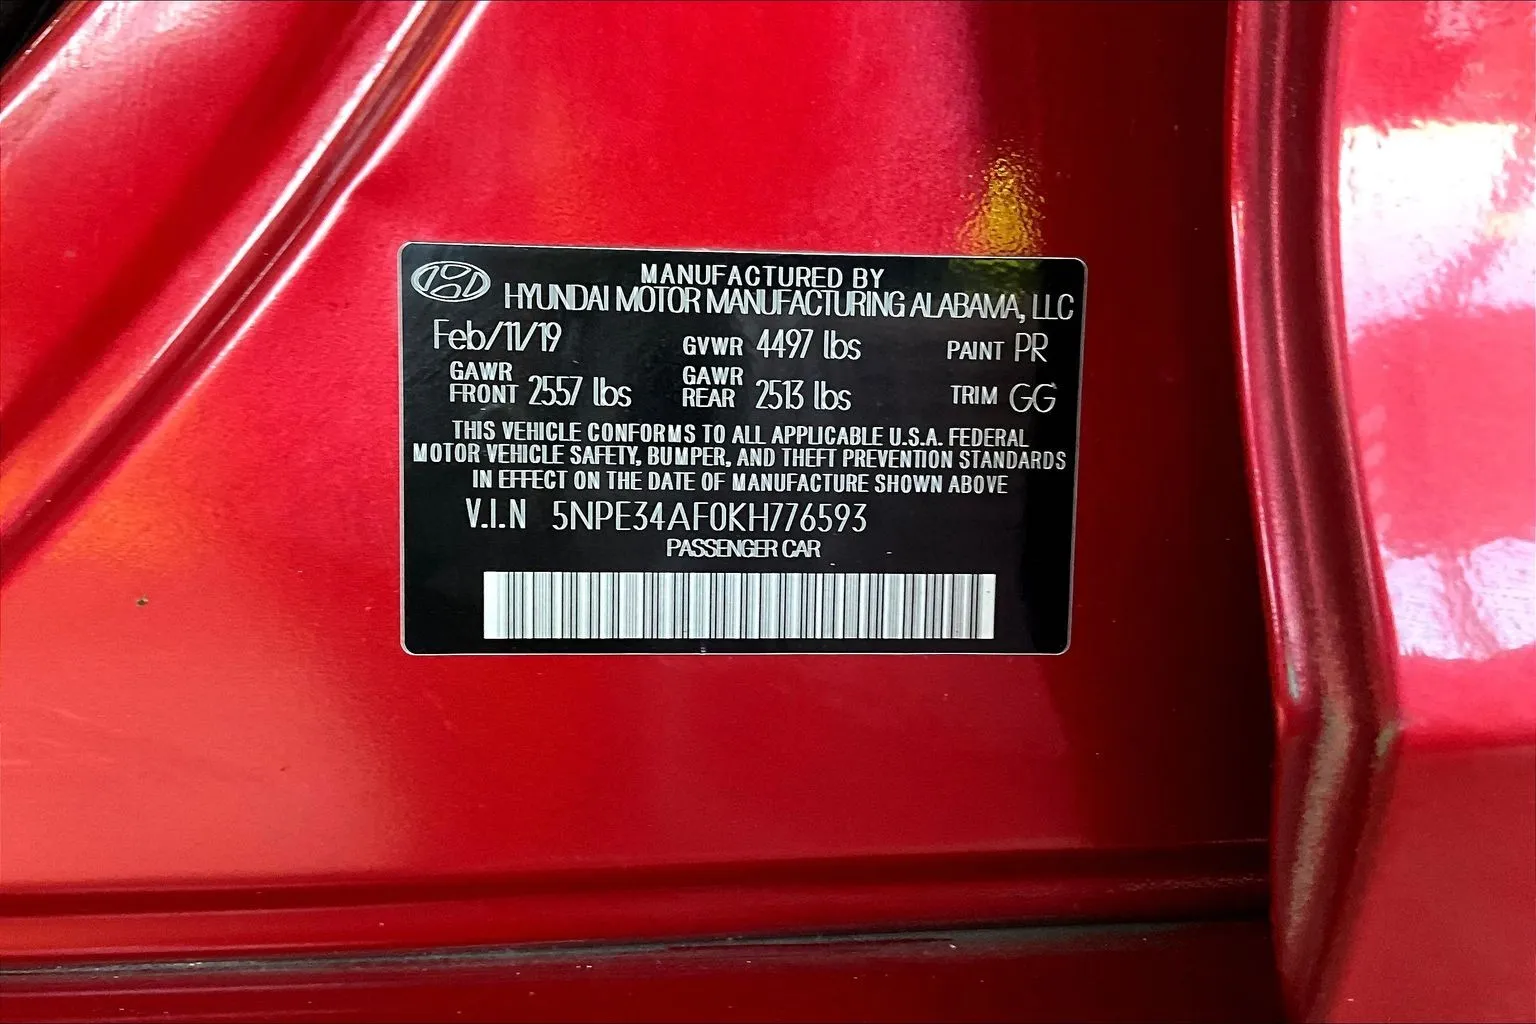 MANUFACTURED BY
HYUNDAI MOTOR MANUFACTURING ALABAMA, LLC
Feb/11/19 GVWR 4497 lbs PAINT PR
GAWR FRONT 2557 lbs GAWR REAR 2513 lbs TRIM GG
THIS VEHICLE CONFORMS TO ALL APPLICABLE U.S.A. FEDERAL
MOTOR VEHICLE SAFETY, BUMPER, AND THEFT PREVENTION STANDARDS
IN EFFECT ON THE DATE OF MANUFACTURE SHOWN ABOVE
V.I.N 5NPE34AF0KH776593
PASSENGER CAR